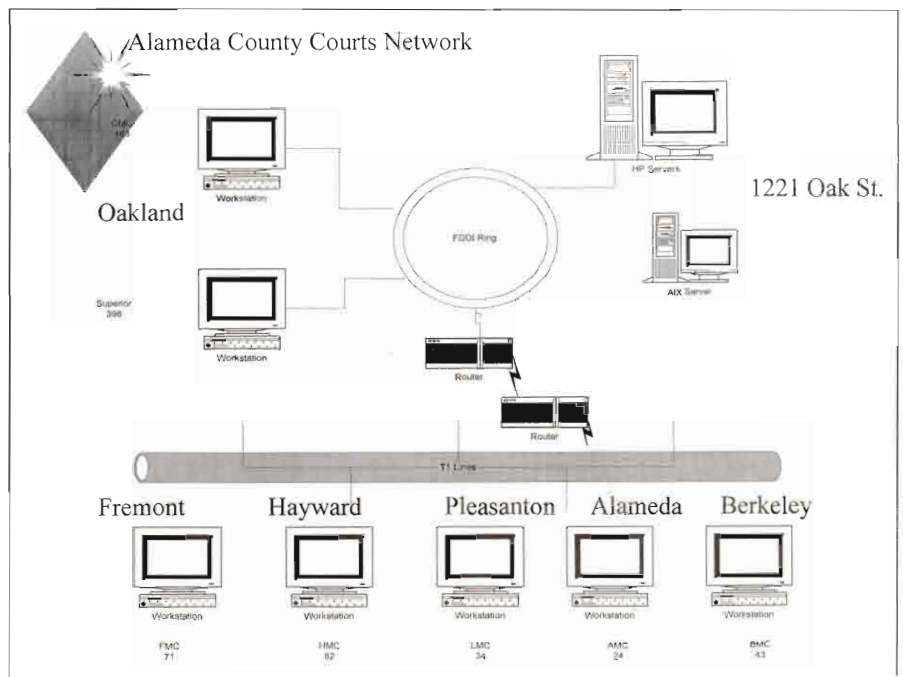 Alameda County Courts Network
HP Servers
1221 Oak St.
Workstation
Oakland
FDDI Ring
AIX Server
Superior
398
Workstation
Router
Router
T1 Lines
Fremont
Hayward
Pleasanton
Alameda
Berkeley
Workstation
Workstation
Workstation
Workstation
Workstation
FMC
71
HMC
82
LMC
34
AMC
24
BMC
43